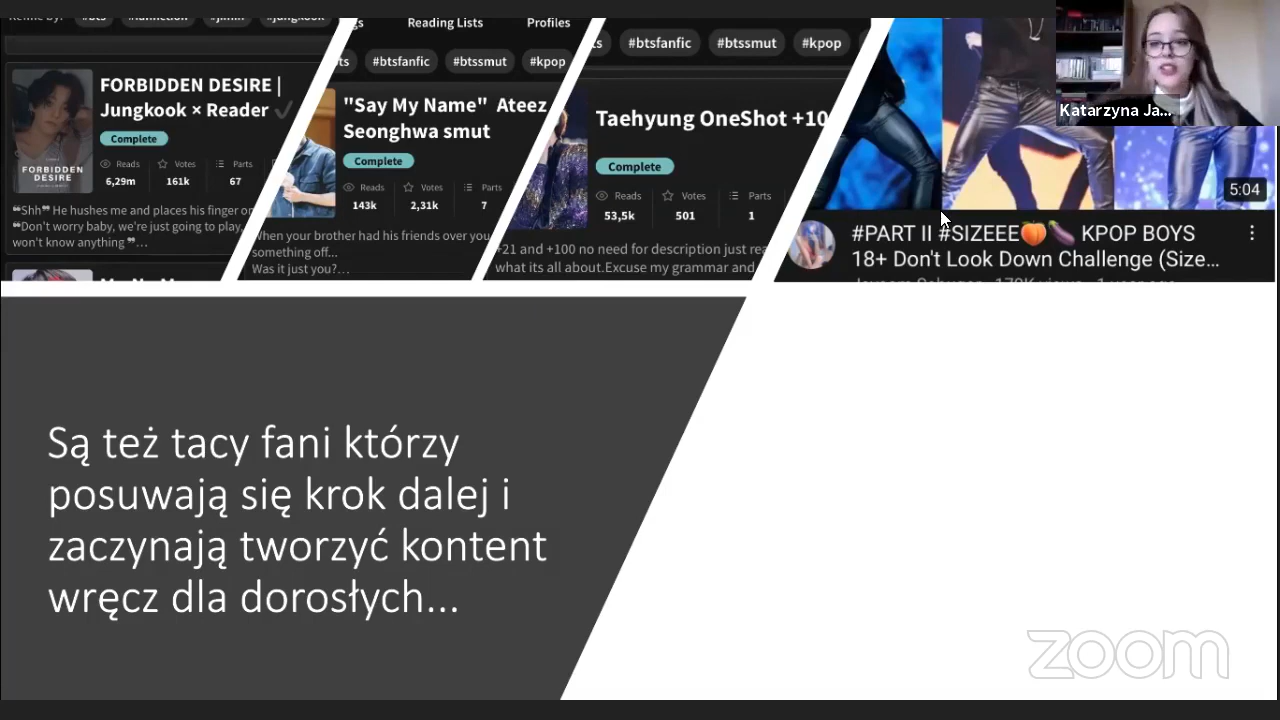 #bts
#jungkook
FORBIDDEN DESIRE |
Jungkook × Reader ✓
Complete
Reads
Votes
Parts
6,29m
161k
67
FORBIDDEN
DESIRE
❝Shh❞ He hushes me and places his finger on
❝Don't worry baby, we're just going to play,
won't know anything ❞…
Reading Lists
Profiles
#btsfanfic
#btssmut
#kpop
"Say My Name" Ateez
Seonghwa smut
Complete
Reads
Votes
Parts
143k
2,31k
7
When your brother had his friends over you
something off...
Was it just you?…
#btsfanfic
#btssmut
#kpop
Taehyung OneShot +10
Complete
Reads
Votes
Parts
53,5k
501
1
+21 and +100 no need for description just rea
what its all about.Excuse my grammar and
5:04
#PART II #SIZEEE🍑🍆 KPOP BOYS
18+ Don't Look Down Challenge (Size...
Katarzyna Ja...
Są też tacy fani którzy
posuwają się krok dalej i
zaczynają tworzyć kontent
wręcz dla dorosłych...
zoom